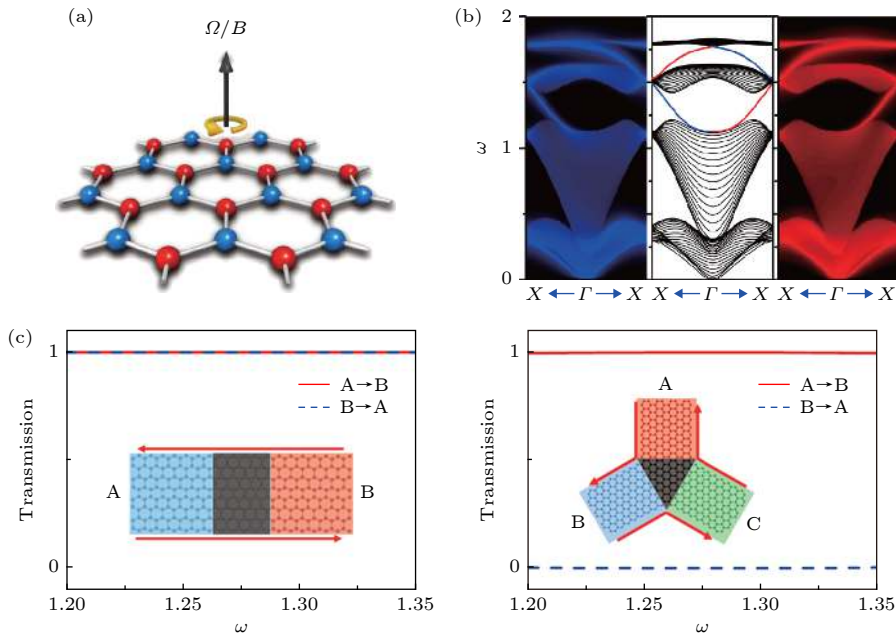 (a)
Ω/B
(b)
2
ω
1
0
X ← Γ → X X ← Γ → X X ← Γ → X
(c)
1
Transmission
0
A→B
B→A
A
B
1.20 1.25 1.30 1.35
ω
1
Transmission
0
A
A→B
B→A
B
C
1.20 1.25 1.30 1.35
ω